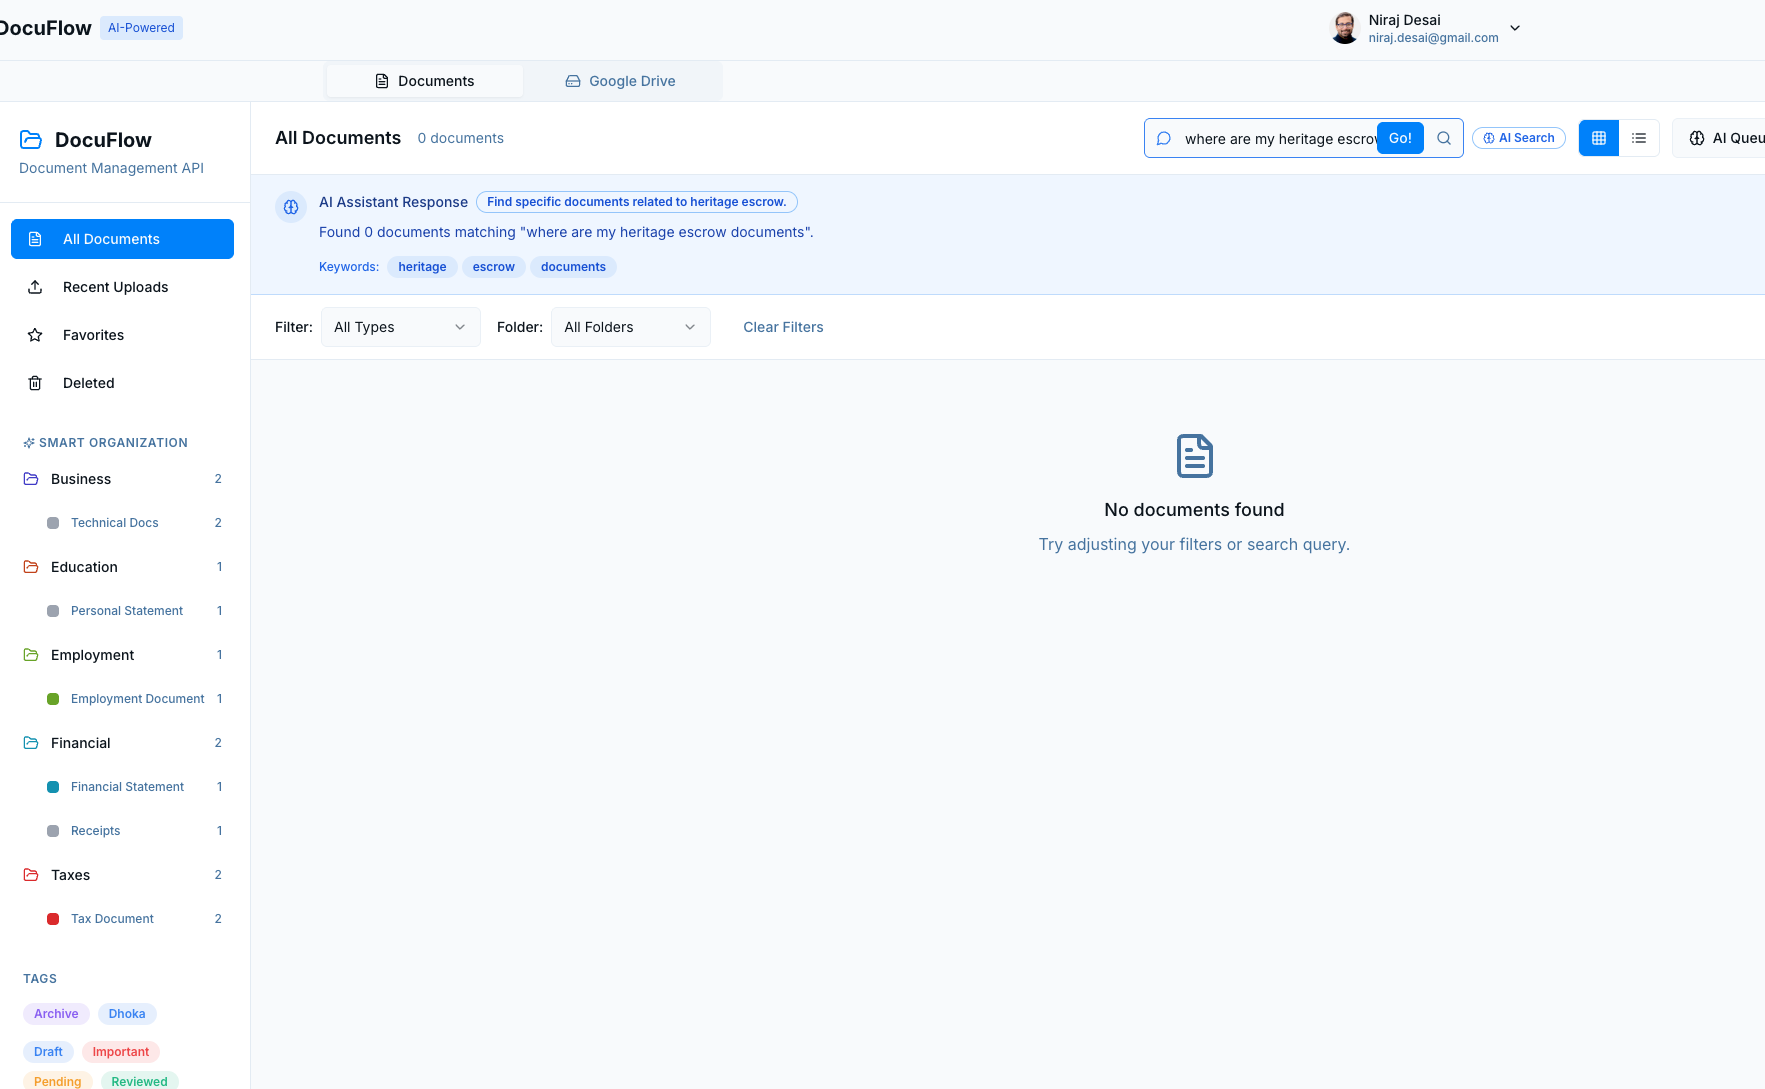 DocuFlow AI-Powered
Niraj Desai
niraj.desai@gmail.com
Documents Google Drive
DocuFlow
Document Management API
All Documents 0 documents
where are my heritage escrow Go! AI Search AI Queu
AI Assistant Response Find specific documents related to heritage escrow.
Found 0 documents matching "where are my heritage escrow documents".
Keywords: heritage escrow documents
Filter: All Types Folder: All Folders Clear Filters
All Documents
Recent Uploads
Favorites
Deleted
SMART ORGANIZATION
Business 2
Technical Docs 2
Education 1
Personal Statement 1
Employment 1
Employment Document 1
Financial 2
Financial Statement 1
Receipts 1
Taxes 2
Tax Document 2
TAGS
Archive Dhoka
Draft Important
Pending Reviewed
No documents found
Try adjusting your filters or search query.